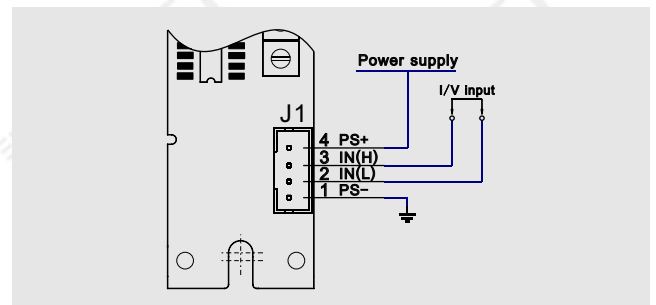 Power supply
I/V input
J1
4 PS+
3 IN(H)
2 IN(L)
1 PS-